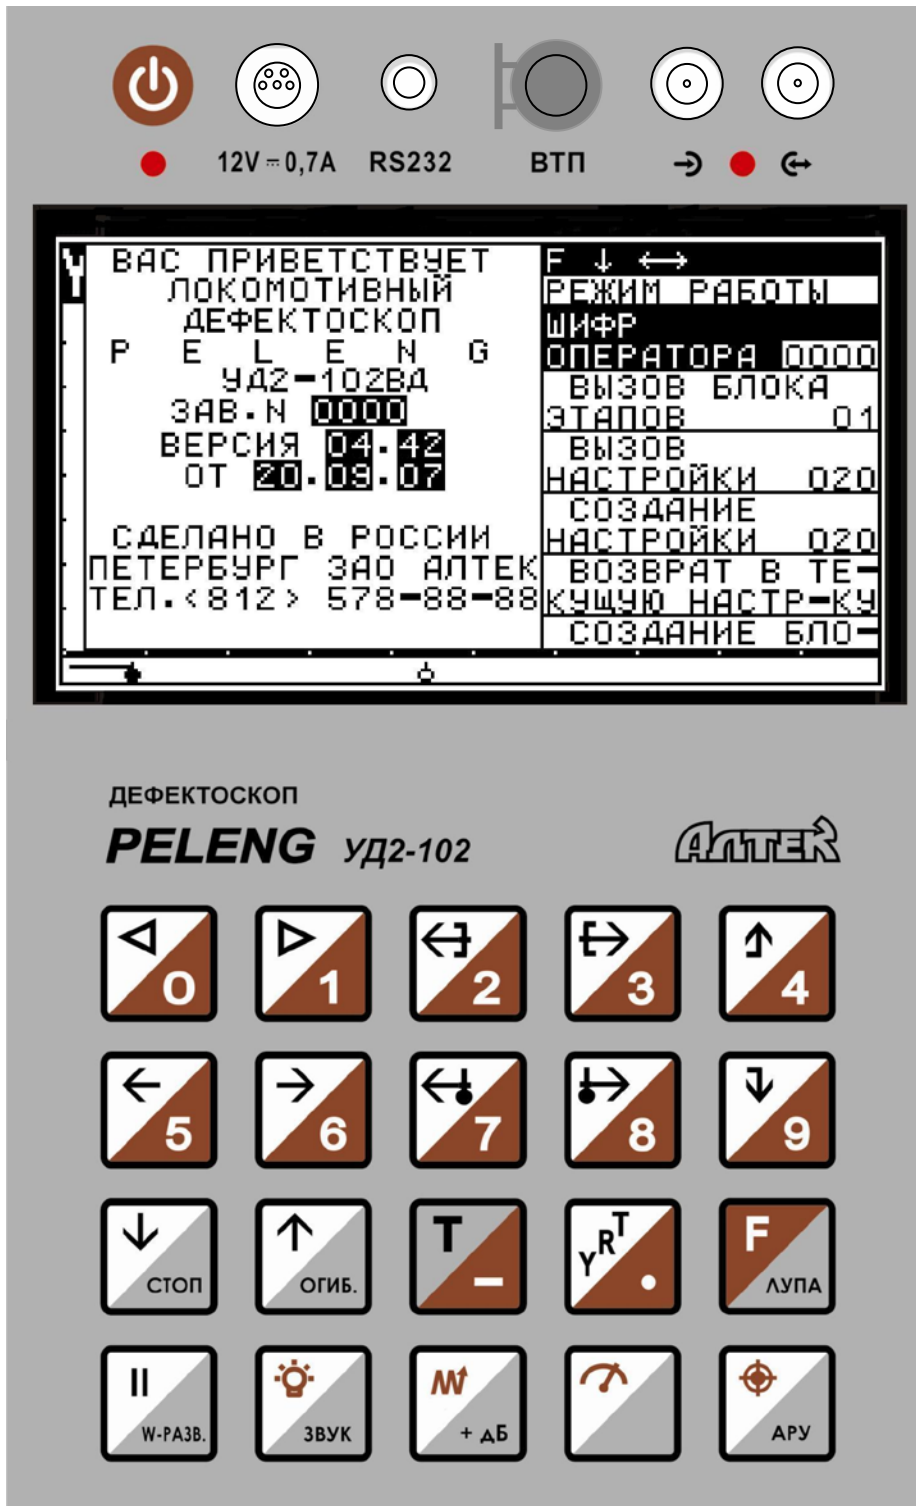 12V 0,7A RS232 ВТП
ВАС ПРИВЕТСТВУЕТ
ЛОКОМОТИВНЫЙ
ДЕФЕКТОСКОП
P E L E N G
УД2-102ВД
ЗАВ.N 0000
ВЕРСИЯ 04.42
ОТ 20.09.07
СДЕЛАНО В РОССИИ
ПЕТЕРБУРГ ЗАО АЛТЕК
ТЕЛ.<812> 578-88-88
Y
F ↓ ↔
РЕЖИМ РАБОТЫ
ШИФР
ОПЕРАТОРА 0000
ВЫЗОВ БЛОКА
ЭТАПОВ 01
ВЫЗОВ
НАСТРОЙКИ 020
СОЗДАНИЕ
НАСТРОЙКИ 020
ВОЗВРАТ В ТЕ-
КУЩУЮ НАСТР-КУ
СОЗДАНИЕ БЛО-
ДЕФЕКТОСКОП
PELENG УД2-102 АЛТЕК
0 1 2 3 4
5 6 7 8 9
СТОП ОГИБ. T - YRT . F ЛУПА
II W-РАЗВ. ЗВУК + дБ АРУ